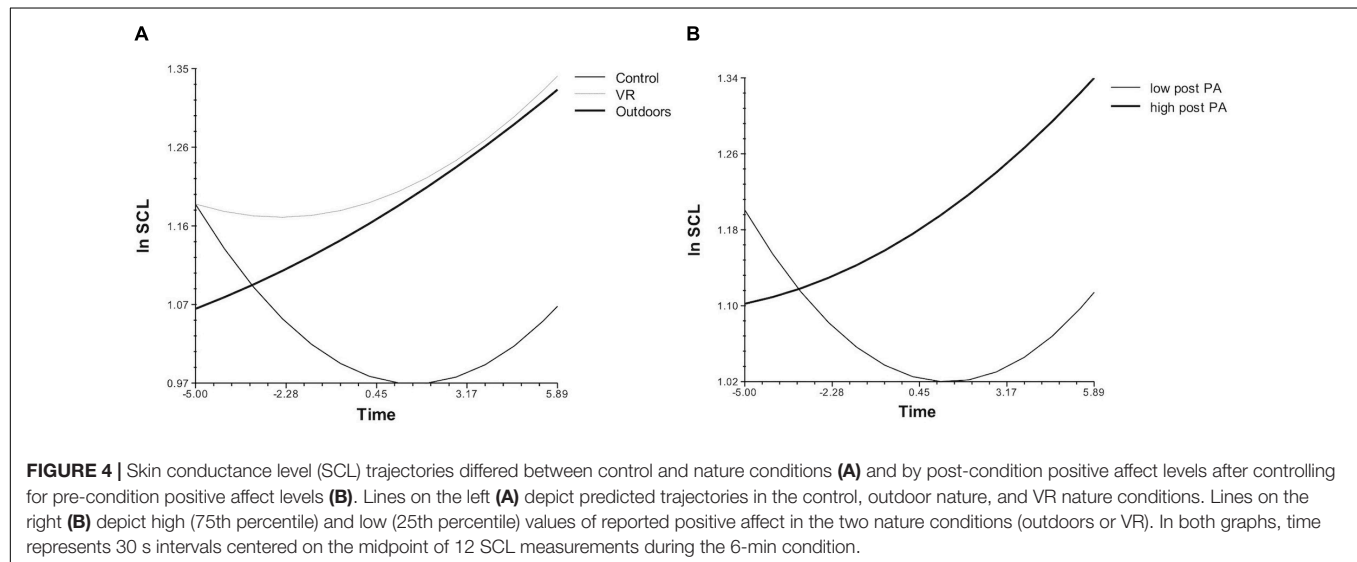 A
B
1.35
1.26
1.16
1.07
0.97
ln SCL
-5.00 -2.28 0.45 3.17 5.89
Time
Control
VR
Outdoors
1.34
1.26
1.18
1.10
1.02
ln SCL
-5.00 -2.28 0.45 3.17 5.89
Time
low post PA
high post PA
FIGURE 4 | Skin conductance level (SCL) trajectories differed between control and nature conditions (A) and by post-condition positive affect levels after controlling
for pre-condition positive affect levels (B). Lines on the left (A) depict predicted trajectories in the control, outdoor nature, and VR nature conditions. Lines on the
right (B) depict high (75th percentile) and low (25th percentile) values of reported positive affect in the two nature conditions (outdoors or VR). In both graphs, time
represents 30 s intervals centered on the midpoint of 12 SCL measurements during the 6-min condition.